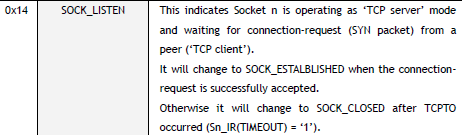 0x14 SOCK_LISTEN This indicates Socket n is operating as ‘TCP server’ mode
and waiting for connection-request (SYN packet) from a
peer (‘TCP client’).
It will change to SOCK_ESTALBLISHED when the connection-
request is successfully accepted.
Otherwise it will change to SOCK_CLOSED after TCPTO
occurred (Sn_IR(TIMEOUT) = ‘1’).